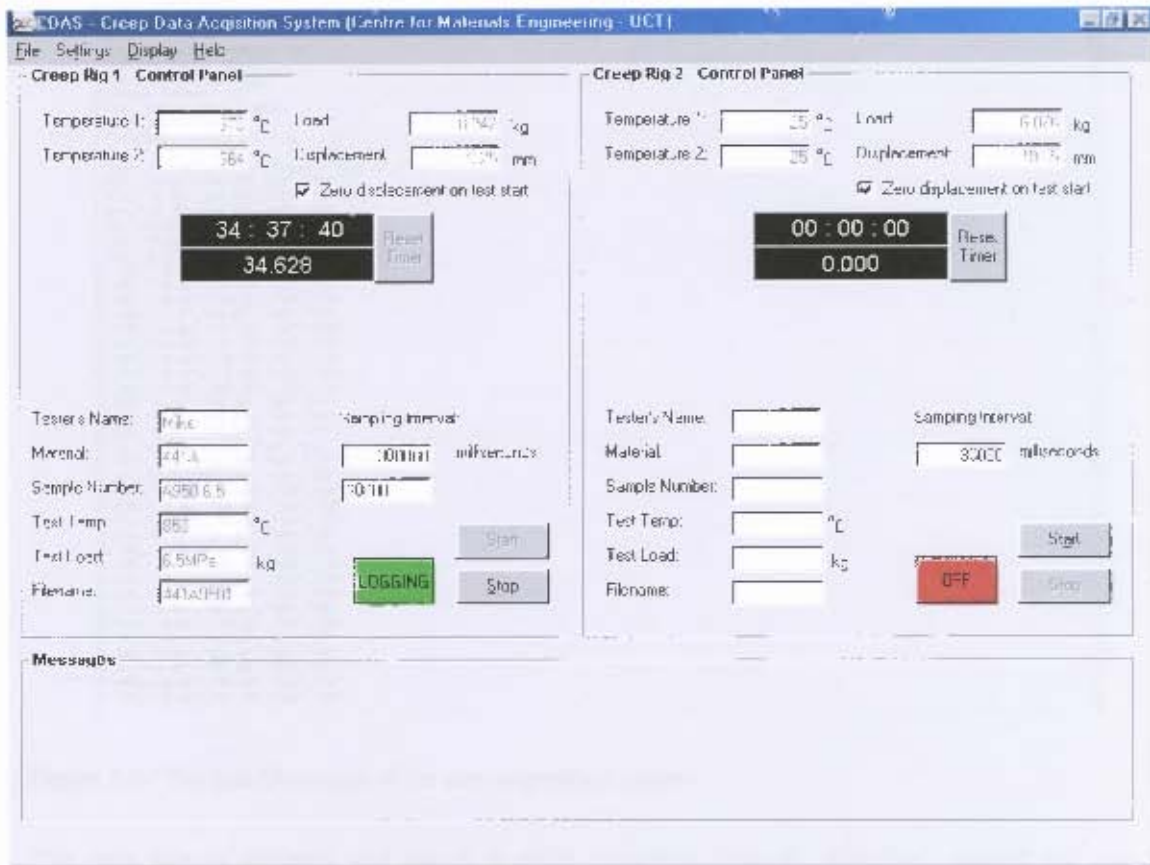 CDAS - Creep Data Acqisition System (Centre for Materials Engineering - UCT)
File Settings Display Help
Creep Rig 1 Control Panel
Temperature 1: °C Load kg
Temperature 2: 564 °C Displacement mm
Zero displacement on test start
34 : 37 : 40
34.628
Reset Timer
Tester's Name: Mike
Sampling Interval:
Material: milliseconds
Sample Number: A950 6.5
Test Temp °C
Test Load 6.5MPa kg
Filename:
LOGGING
Start
Stop
Creep Rig 2 Control Panel
Temperature 1: 25 °C Load kg
Temperature 2: 25 °C Displacement mm
Zero displacement on test start
00 : 00 : 00
0.000
Reset Timer
Tester's Name:
Sampling Interval:
Material: 30000 milliseconds
Sample Number:
Test Temp: °C
Test Load: kg
Filename:
OFF
Start
Stop
Messages